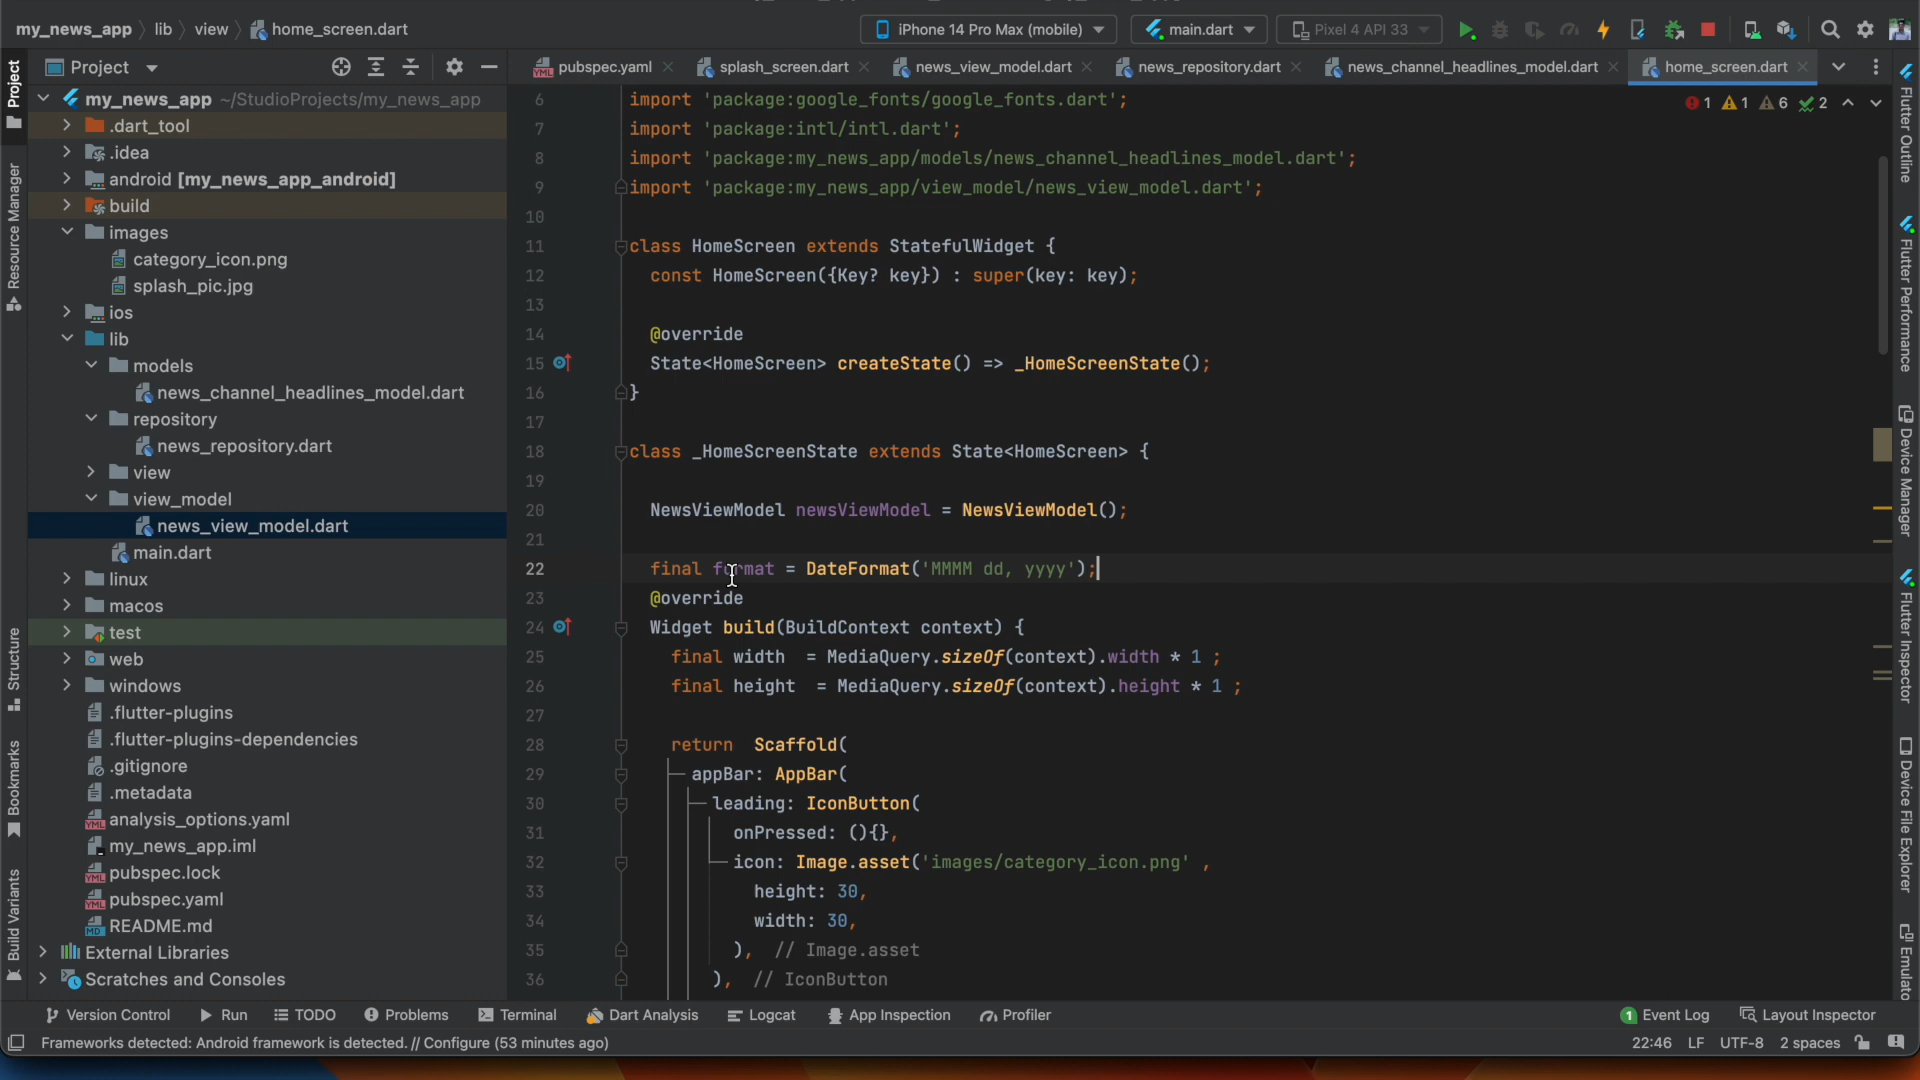 my_news_app
lib
view
home_screen.dart
iPhone 14 Pro Max (mobile)
main.dart
Pixel 4 API 33
Project
pubspec.yaml
splash_screen.dart
news_view_model.dart
news_repository.dart
news_channel_headlines_model.dart
home_screen.dart
my_news_app ~/StudioProjects/my_news_app
.dart_tool
.idea
android [my_news_app_android]
build
images
category_icon.png
splash_pic.jpg
ios
lib
models
news_channel_headlines_model.dart
repository
news_repository.dart
view
view_model
news_view_model.dart
main.dart
linux
macos
test
web
windows
.flutter-plugins
.flutter-plugins-dependencies
.gitignore
.metadata
analysis_options.yaml
my_news_app.iml
pubspec.lock
pubspec.yaml
README.md
External Libraries
Scratches and Consoles
Project
Resource Manager
Structure
Bookmarks
Build Variants
1 1 6 2
6 import 'package:google_fonts/google_fonts.dart';
7 import 'package:intl/intl.dart';
8 import 'package:my_news_app/models/news_channel_headlines_model.dart';
9 import 'package:my_news_app/view_model/news_view_model.dart';
10
11 class HomeScreen extends StatefulWidget {
12 const HomeScreen({Key? key}) : super(key: key);
13
14 @override
15 State<HomeScreen> createState() => _HomeScreenState();
16 }
17
18 class _HomeScreenState extends State<HomeScreen> {
19
20 NewsViewModel newsViewModel = NewsViewModel();
21
22 final format = DateFormat('MMMM dd, yyyy');
23 @override
24 Widget build(BuildContext context) {
25 final width  = MediaQuery.sizeOf(context).width * 1 ;
26 final height  = MediaQuery.sizeOf(context).height * 1 ;
27
28 return  Scaffold(
29 appBar: AppBar(
30 leading: IconButton(
31 onPressed: (){},
32 icon: Image.asset('images/category_icon.png' ,
33 height: 30,
34 width: 30,
35 ), // Image.asset
36 ), // IconButton
Flutter Outline
Flutter Performance
Device Manager
Flutter Inspector
Device File Explorer
Emulato
Version Control
Run
TODO
Problems
Terminal
Dart Analysis
Logcat
App Inspection
Profiler
1 Event Log
Layout Inspector
Frameworks detected: Android framework is detected. // Configure (53 minutes ago)
22:46 LF UTF-8 2 spaces